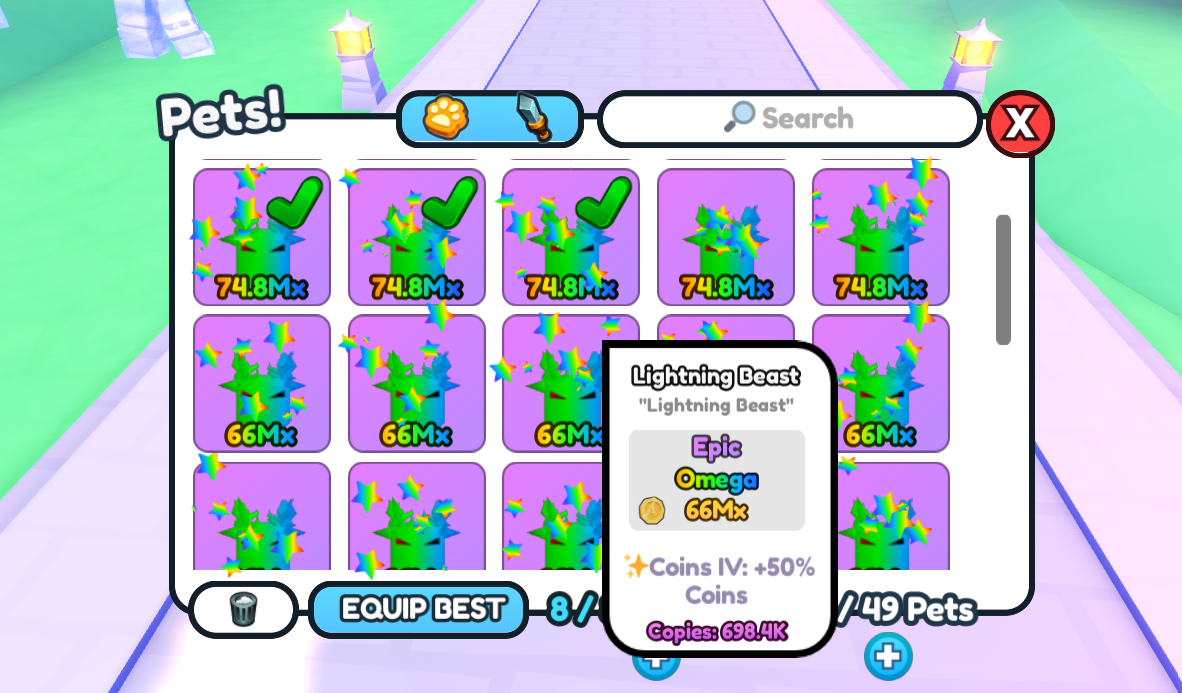 Pets!
Search
X
74.8Mx
74.8Mx
74.8Mx
74.8Mx
74.8Mx
66Mx
66Mx
66Mx
66Mx
Lightning Beast
"Lightning Beast"
Epic
Omega
66Mx
✨Coins IV: +50%
Coins
Copies: 698.4K
EQUIP BEST
8 /
/ 49 Pets